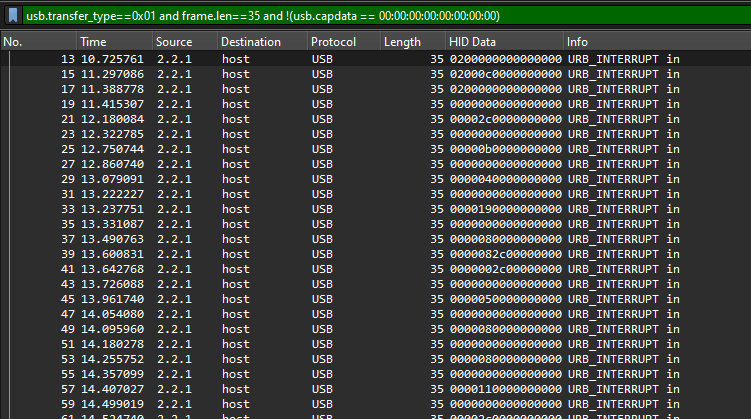 usb.transfer_type==0x01 and frame.len==35 and !(usb.capdata == 00:00:00:00:00:00:00:00)
No. Time Source Destination Protocol Length HID Data Info
13 10.725761 2.2.1 host USB 35 0200000000000000 URB_INTERRUPT in
15 11.297086 2.2.1 host USB 35 02000c0000000000 URB_INTERRUPT in
17 11.388778 2.2.1 host USB 35 0200000000000000 URB_INTERRUPT in
19 11.415307 2.2.1 host USB 35 0000000000000000 URB_INTERRUPT in
21 12.180084 2.2.1 host USB 35 00002c0000000000 URB_INTERRUPT in
23 12.322785 2.2.1 host USB 35 0000000000000000 URB_INTERRUPT in
25 12.750744 2.2.1 host USB 35 00000b0000000000 URB_INTERRUPT in
27 12.860740 2.2.1 host USB 35 0000000000000000 URB_INTERRUPT in
29 13.079091 2.2.1 host USB 35 0000040000000000 URB_INTERRUPT in
31 13.222227 2.2.1 host USB 35 0000000000000000 URB_INTERRUPT in
33 13.237751 2.2.1 host USB 35 0000190000000000 URB_INTERRUPT in
35 13.331087 2.2.1 host USB 35 0000000000000000 URB_INTERRUPT in
37 13.490763 2.2.1 host USB 35 0000080000000000 URB_INTERRUPT in
39 13.600831 2.2.1 host USB 35 0000082c00000000 URB_INTERRUPT in
41 13.642768 2.2.1 host USB 35 0000002c00000000 URB_INTERRUPT in
43 13.726088 2.2.1 host USB 35 0000000000000000 URB_INTERRUPT in
45 13.961740 2.2.1 host USB 35 0000050000000000 URB_INTERRUPT in
47 14.054080 2.2.1 host USB 35 0000000000000000 URB_INTERRUPT in
49 14.095960 2.2.1 host USB 35 0000080000000000 URB_INTERRUPT in
51 14.180278 2.2.1 host USB 35 0000000000000000 URB_INTERRUPT in
53 14.255752 2.2.1 host USB 35 0000080000000000 URB_INTERRUPT in
55 14.357099 2.2.1 host USB 35 0000000000000000 URB_INTERRUPT in
57 14.407027 2.2.1 host USB 35 0000110000000000 URB_INTERRUPT in
59 14.499019 2.2.1 host USB 35 0000000000000000 URB_INTERRUPT in